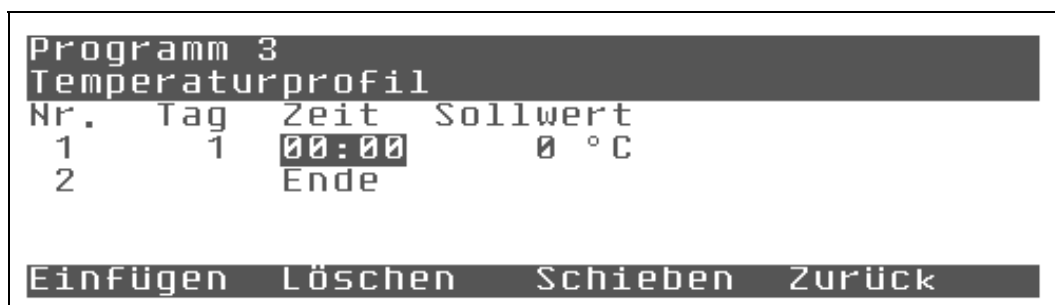 Programm 3
Temperaturprofil
Nr. Tag Zeit Sollwert
1 1 00:00 0 °C
2 Ende
Einfügen Löschen Schieben Zurück